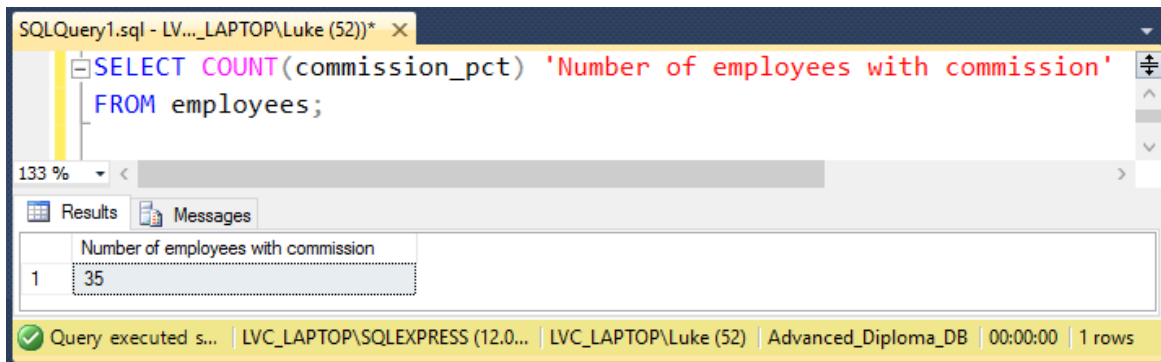 SQLQuery1.sql - LV..._LAPTOP\Luke (52))* ×
SELECT COUNT(commission_pct) 'Number of employees with commission'
FROM employees;
133 %
Results Messages
Number of employees with commission
1 35
Query executed s... LVC_LAPTOP\SQLEXPRESS (12.0... LVC_LAPTOP\Luke (52) Advanced_Diploma_DB 00:00:00 1 rows